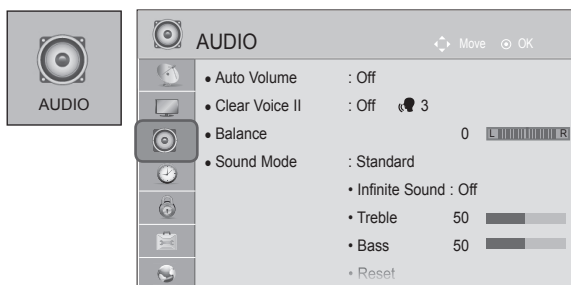 AUDIO
AUDIO
Move
OK
• Auto Volume : Off
• Clear Voice II : Off 3
• Balance 0 L R
• Sound Mode : Standard
• Infinite Sound : Off
• Treble 50
• Bass 50
• Reset